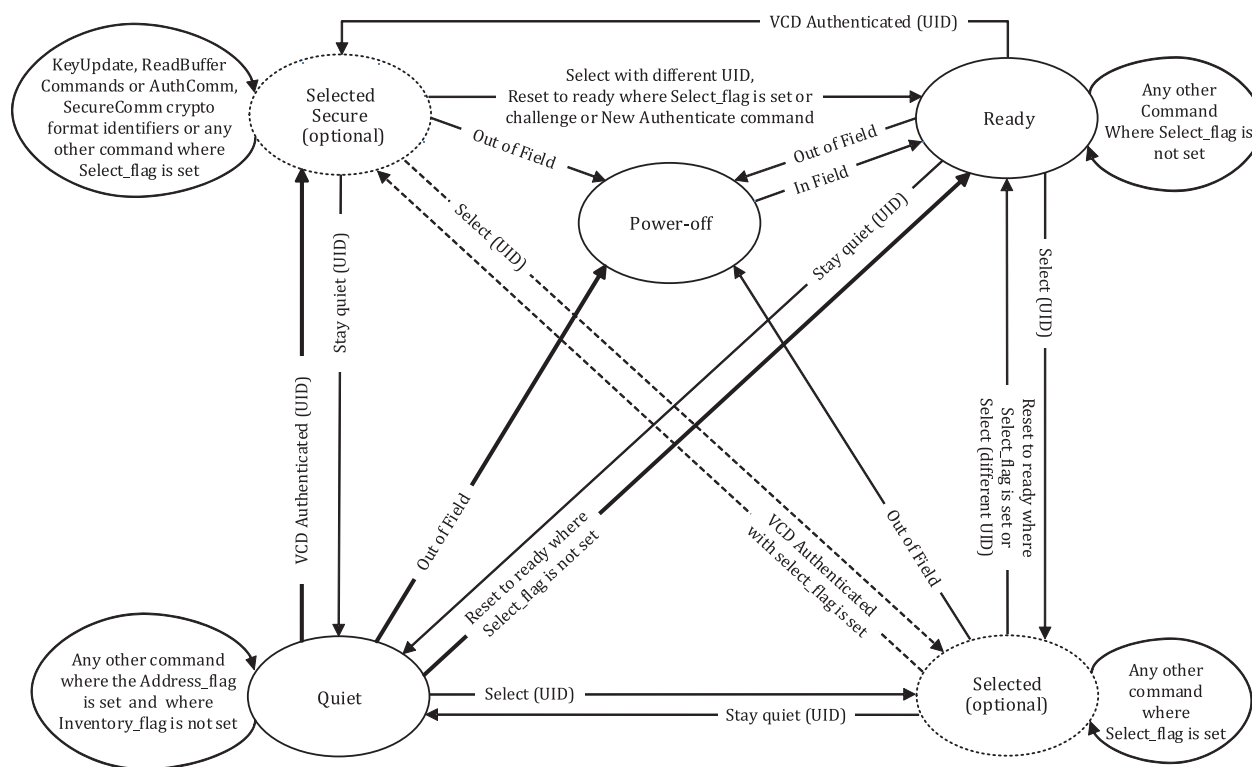 VCD Authenticated (UID)
KeyUpdate, ReadBuffer
Commands or AuthComm,
SecureComm crypto
format identifiers or any
other command where
Select_flag is set
Selected
Secure
(optional)
Select with different UID,
Reset to ready where Select_flag is set or
challenge or New Authenticate command
Ready
Any other
Command
Where Select_flag is
not set
Out of Field
Out of Field
In Field
Power-off
Stay quiet (UID)
Select (UID)
Stay quiet (UID)
Select (UID)
VCD Authenticated (UID)
Out of Field
Reset to ready where
Select_flag is not set
VCD Authenticated
with select_flag is set
Out of Field
Reset to ready where
Select_flag is set or
Select (different UID)
Any other command
where the Address_flag
is set and where
Inventory_flag is not set
Quiet
Select (UID)
Stay quiet (UID)
Selected
(optional)
Any other
command
where
Select_flag is set